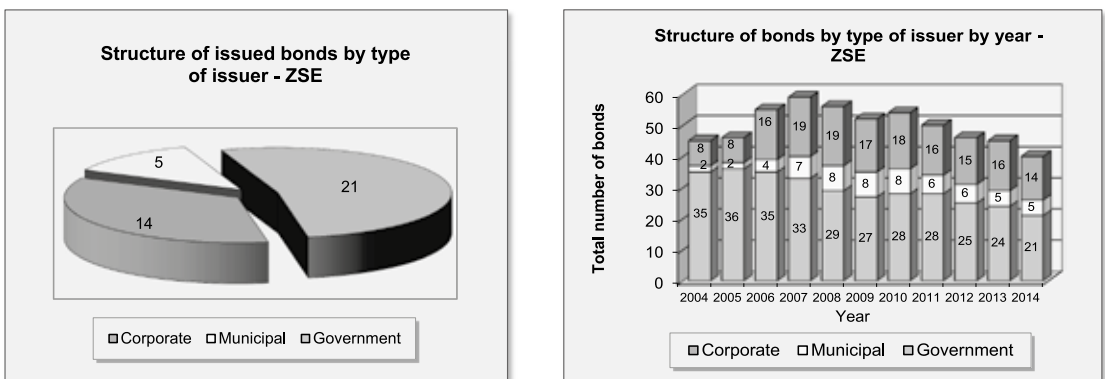 Structure of issued bonds by type
of issuer - ZSE
5
21
14
Corporate Municipal Government
Structure of bonds by type of issuer by year -
ZSE
Total number of bonds
60
50
40
30
20
10
0
8 8 16 19 19 17 18 16 15 16 14
2 2 4 7 8 8 8 6 6 5 5
35 36 35 33 29 27 28 28 25 24 21
2004 2005 2006 2007 2008 2009 2010 2011 2012 2013 2014
Year
Corporate Municipal Government